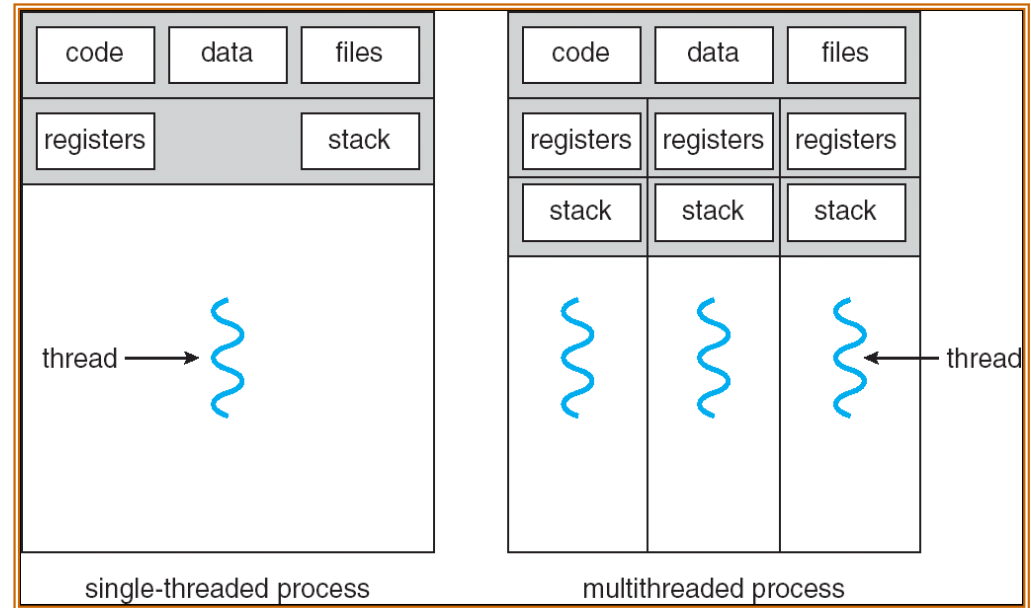 code data files
registers stack
thread
single-threaded process
code data files
registers registers registers
stack stack stack
thread
multithreaded process